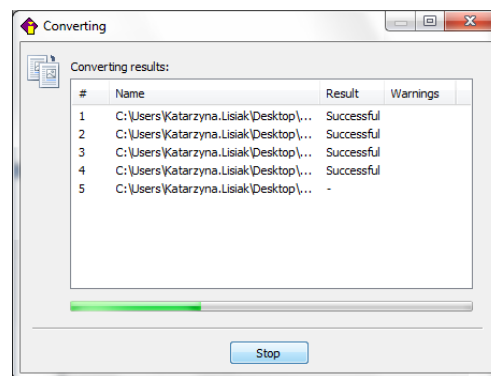 Converting
Converting results:
# Name Result Warnings
1 C:\Users\Katarzyna.Lisiak\Desktop\... Successful
2 C:\Users\Katarzyna.Lisiak\Desktop\... Successful
3 C:\Users\Katarzyna.Lisiak\Desktop\... Successful
4 C:\Users\Katarzyna.Lisiak\Desktop\... Successful
5 C:\Users\Katarzyna.Lisiak\Desktop\... -
Stop